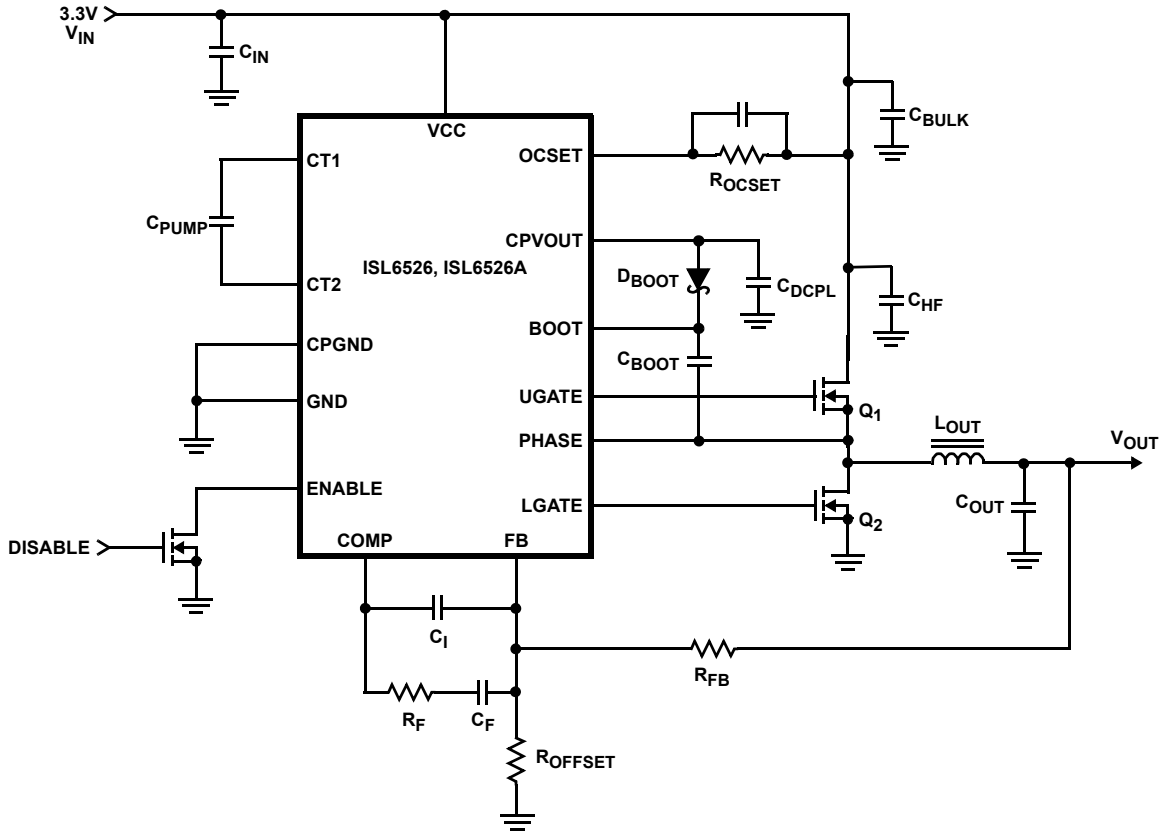 3.3V
VIN
CIN
CBULK
VCC
OCSET
ROCSET
CT1
CPUMP
CT2
CPVOUT
ISL6526, ISL6526A
DBOOT
CDCPL
CHF
BOOT
CBOOT
CPGND
GND
UGATE
Q1
PHASE
LOUT
VOUT
ENABLE
LGATE
Q2
COUT
DISABLE
COMP
FB
CI
RFB
RF
CF
ROFFSET